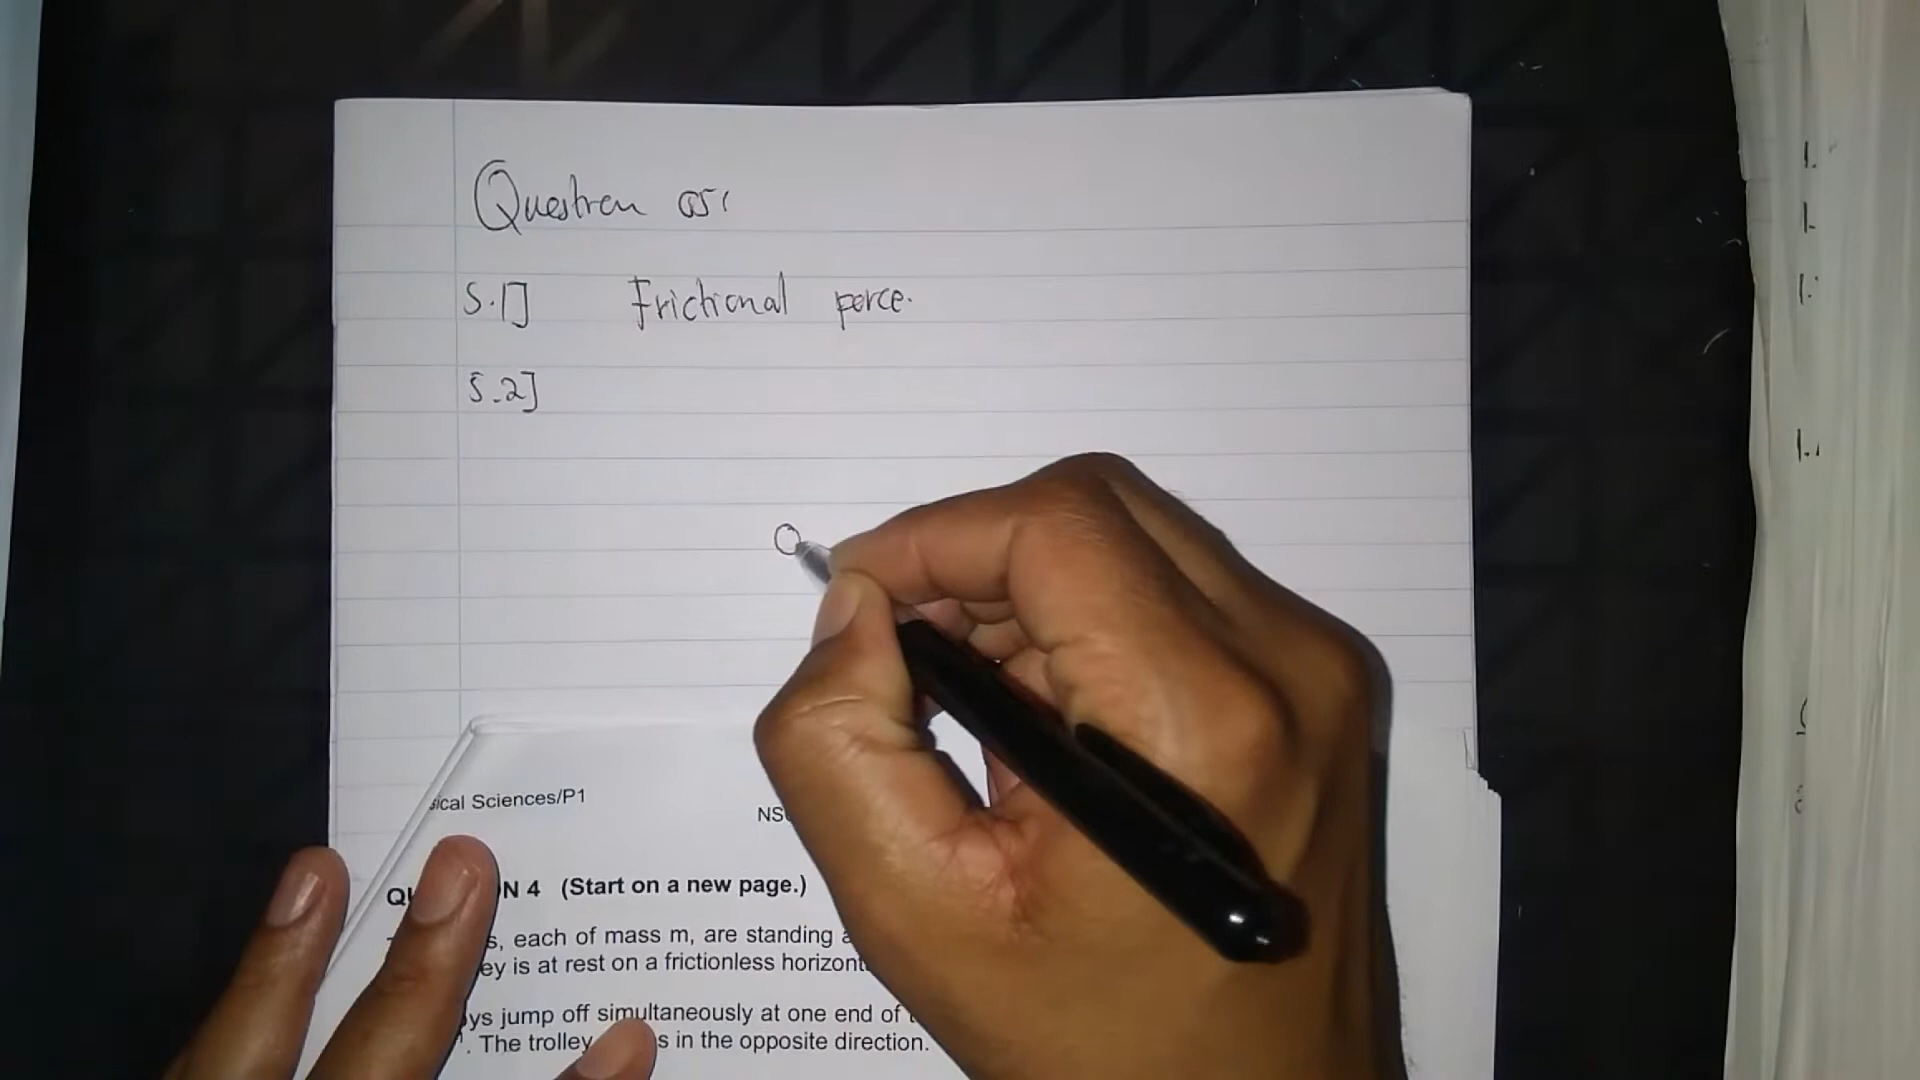 Question 05:
5.1] Frictional force.
5.2]
sical Sciences/P1
NS
N 4 (Start on a new page.)
s, each of mass m, are standing
ey is at rest on a frictionless horizont
ys jump off simultaneously at one end of
. The trolley s in the opposite direction.